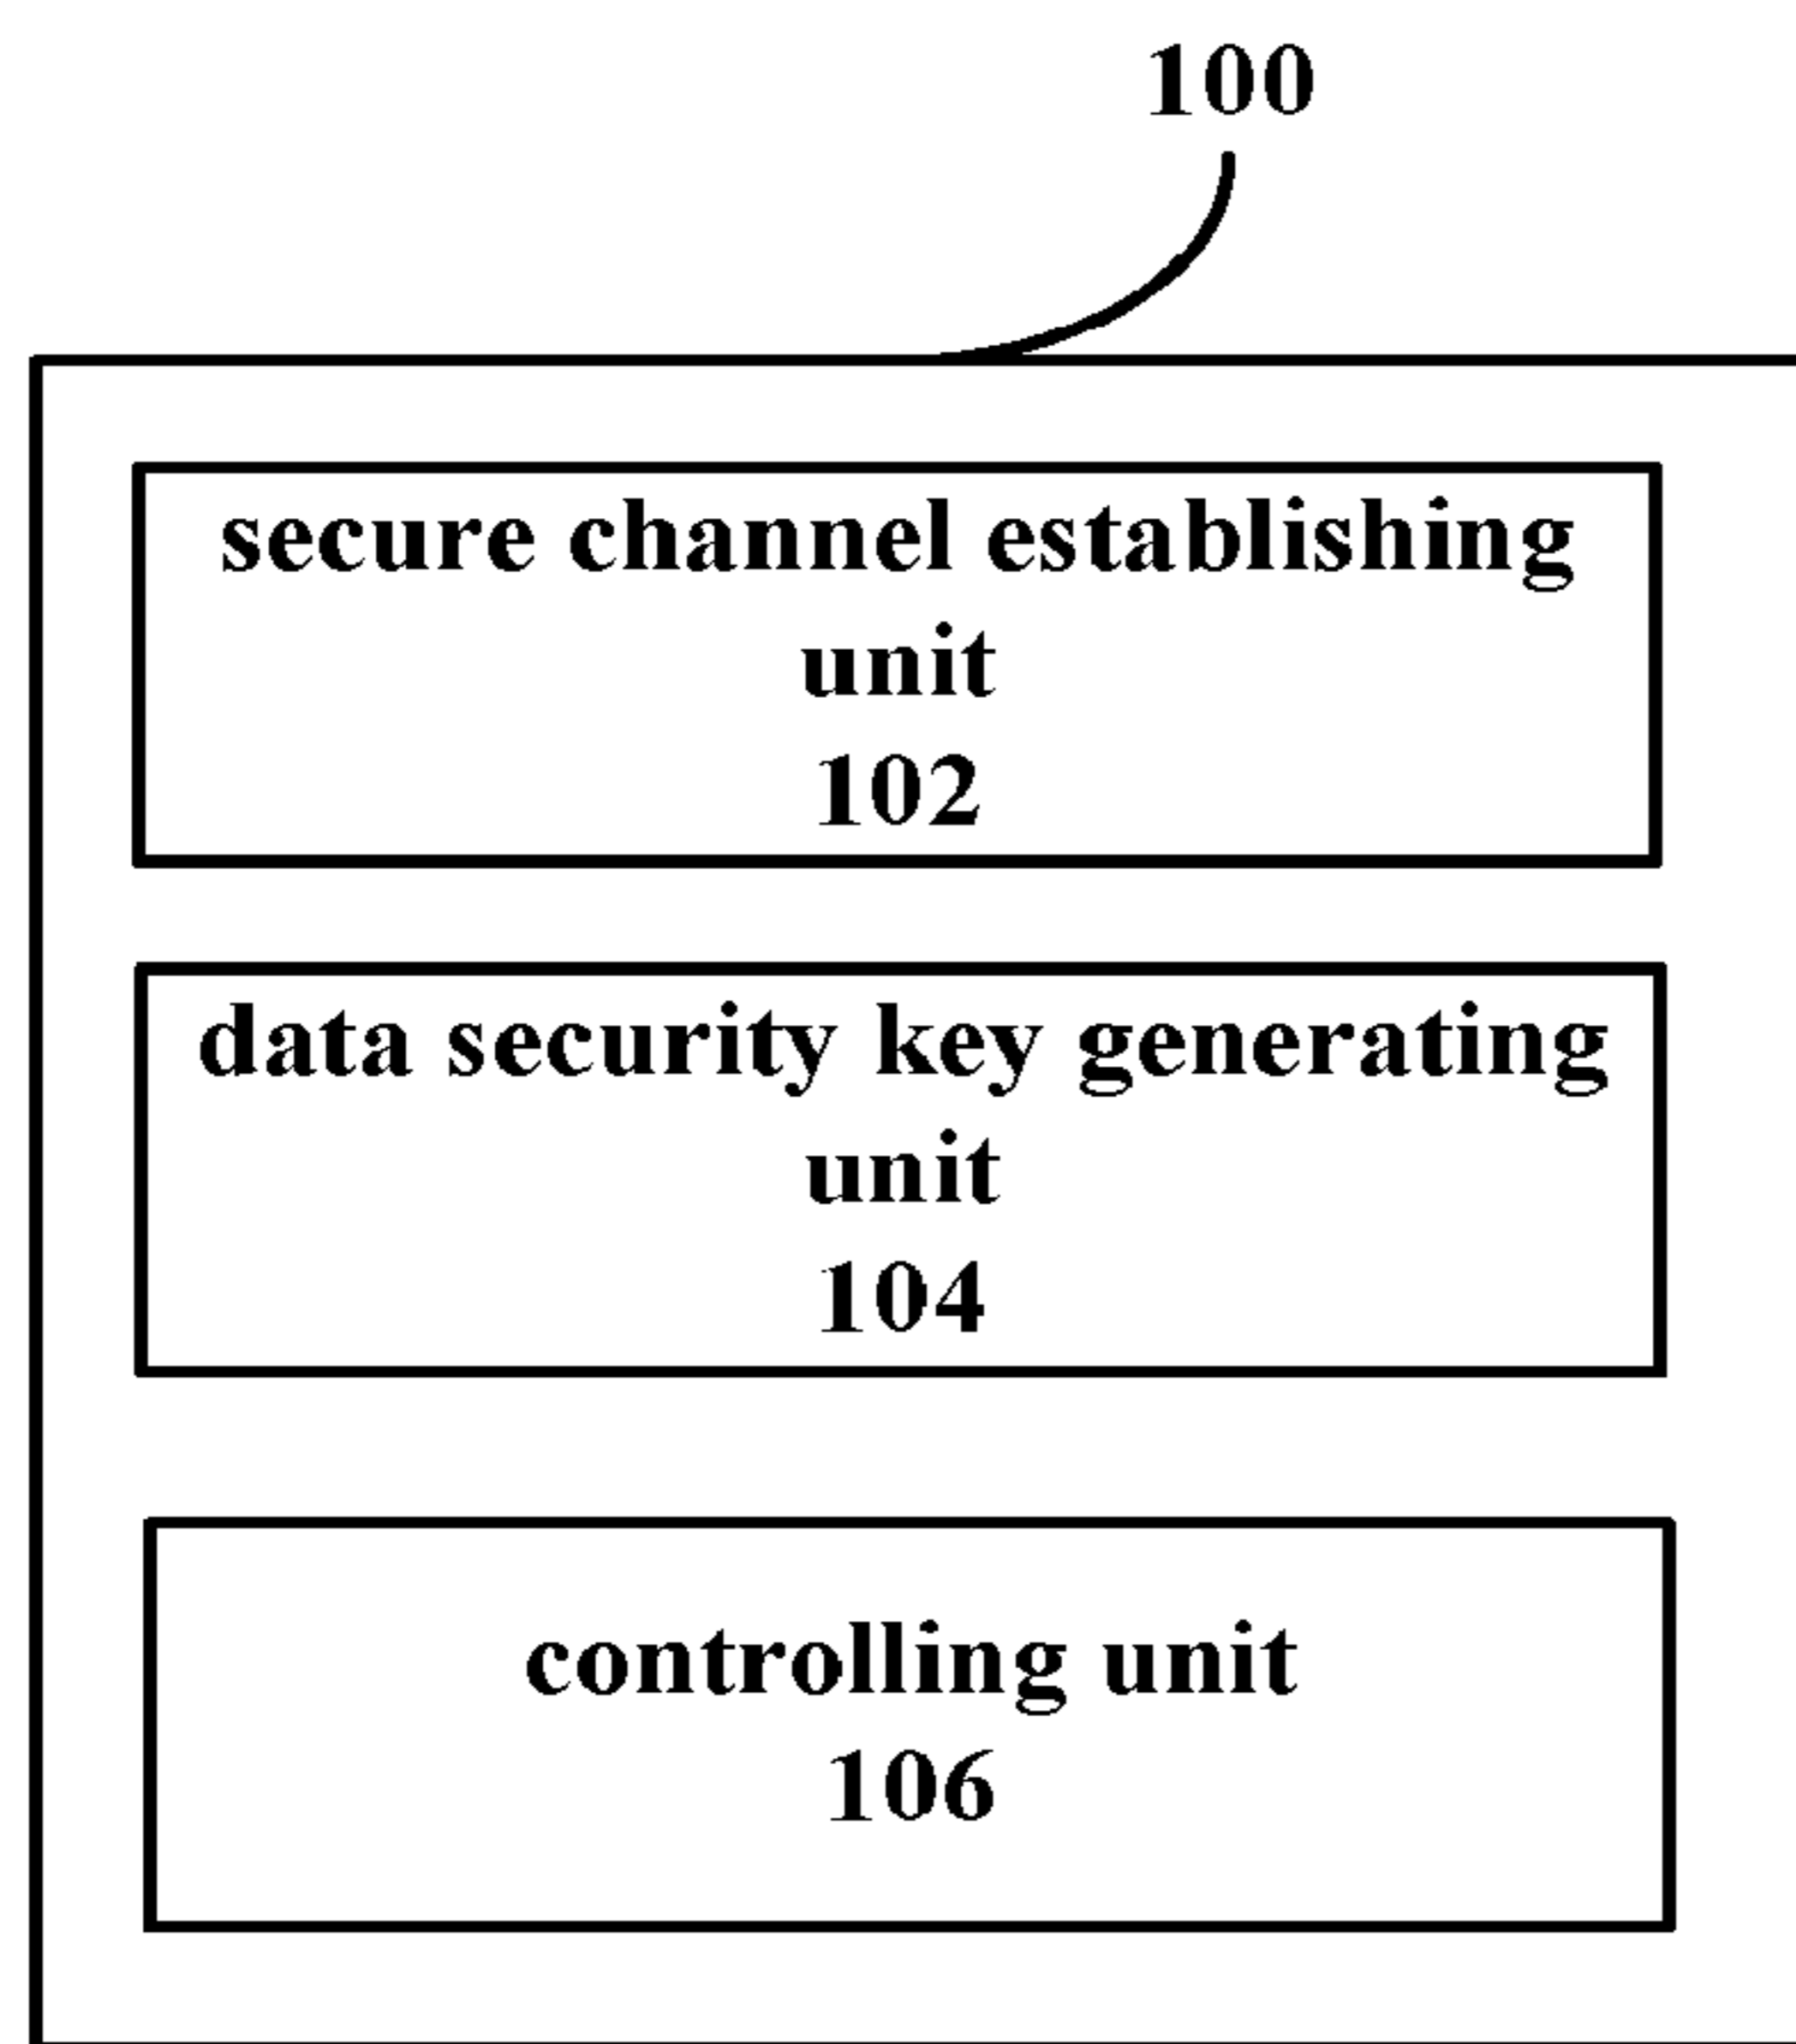 100
secure channel establishing
unit
102
data security key generating
unit
104
controlling unit
106